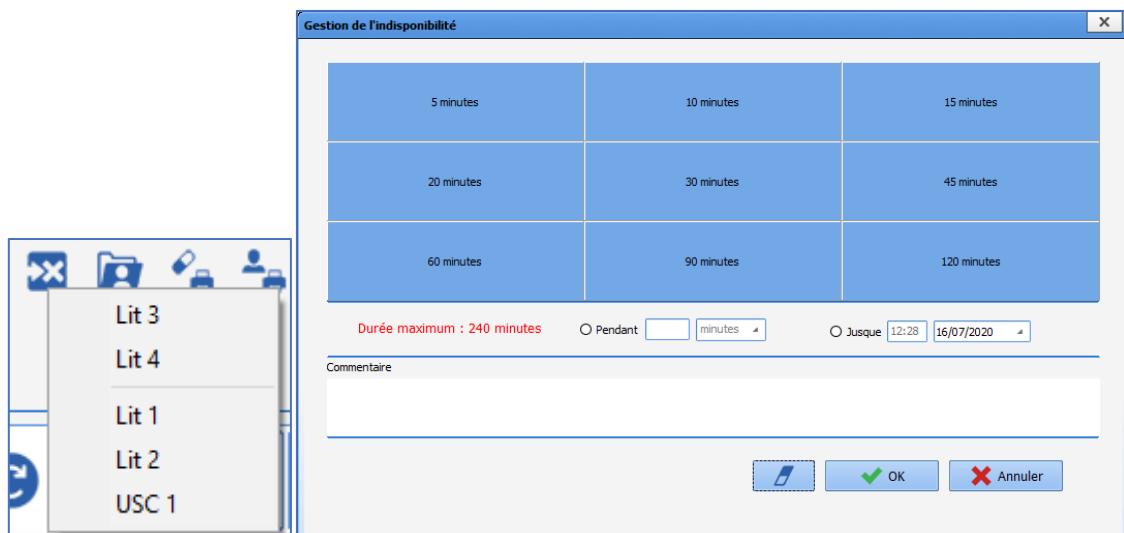 Gestion de l'indisponibilité
5 minutes 10 minutes 15 minutes
20 minutes 30 minutes 45 minutes
60 minutes 90 minutes 120 minutes
Durée maximum : 240 minutes Pendant minutes Jusque 12:28 16/07/2020
Commentaire
OK Annuler
Lit 3
Lit 4
Lit 1
Lit 2
USC 1